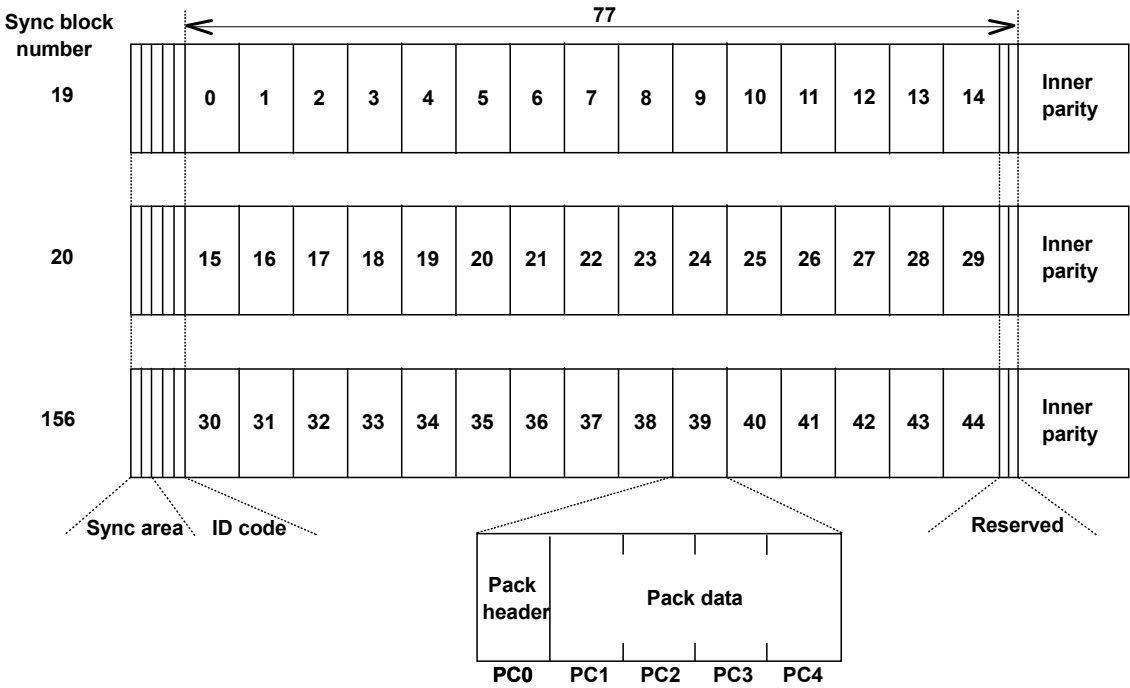 77
Sync block
number
19
0 1 2 3 4 5 6 7 8 9 10 11 12 13 14
Inner
parity
20
15 16 17 18 19 20 21 22 23 24 25 26 27 28 29
Inner
parity
156
30 31 32 33 34 35 36 37 38 39 40 41 42 43 44
Inner
parity
Sync area ID code
Reserved
Pack
header
Pack data
PC0 PC1 PC2 PC3 PC4